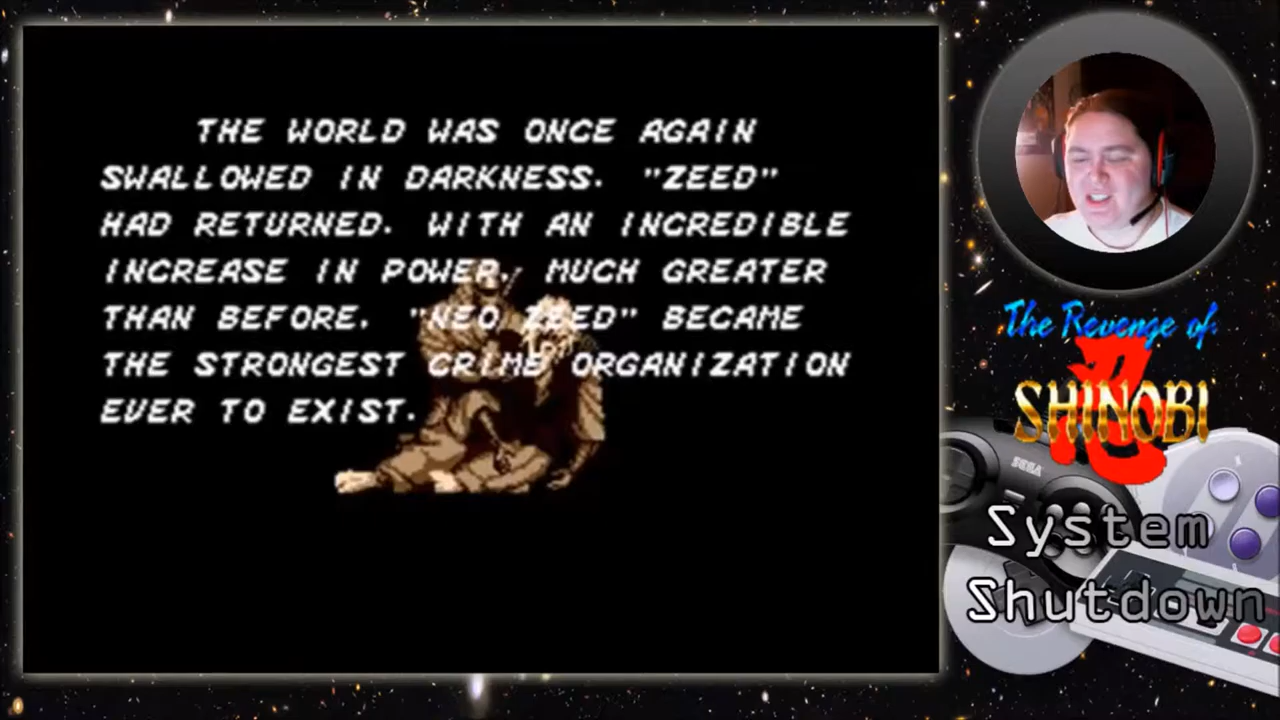 THE WORLD WAS ONCE AGAIN
SWALLOWED IN DARKNESS. "ZEED"
HAD RETURNED. WITH AN INCREDIBLE
INCREASE IN POWER. MUCH GREATER
THAN BEFORE. "NEO ZEED" BECAME
THE STRONGEST CRIME ORGANIZATION
EVER TO EXIST.
The Revenge of
忍
SHINOBI
SEGA
System
Shutdown